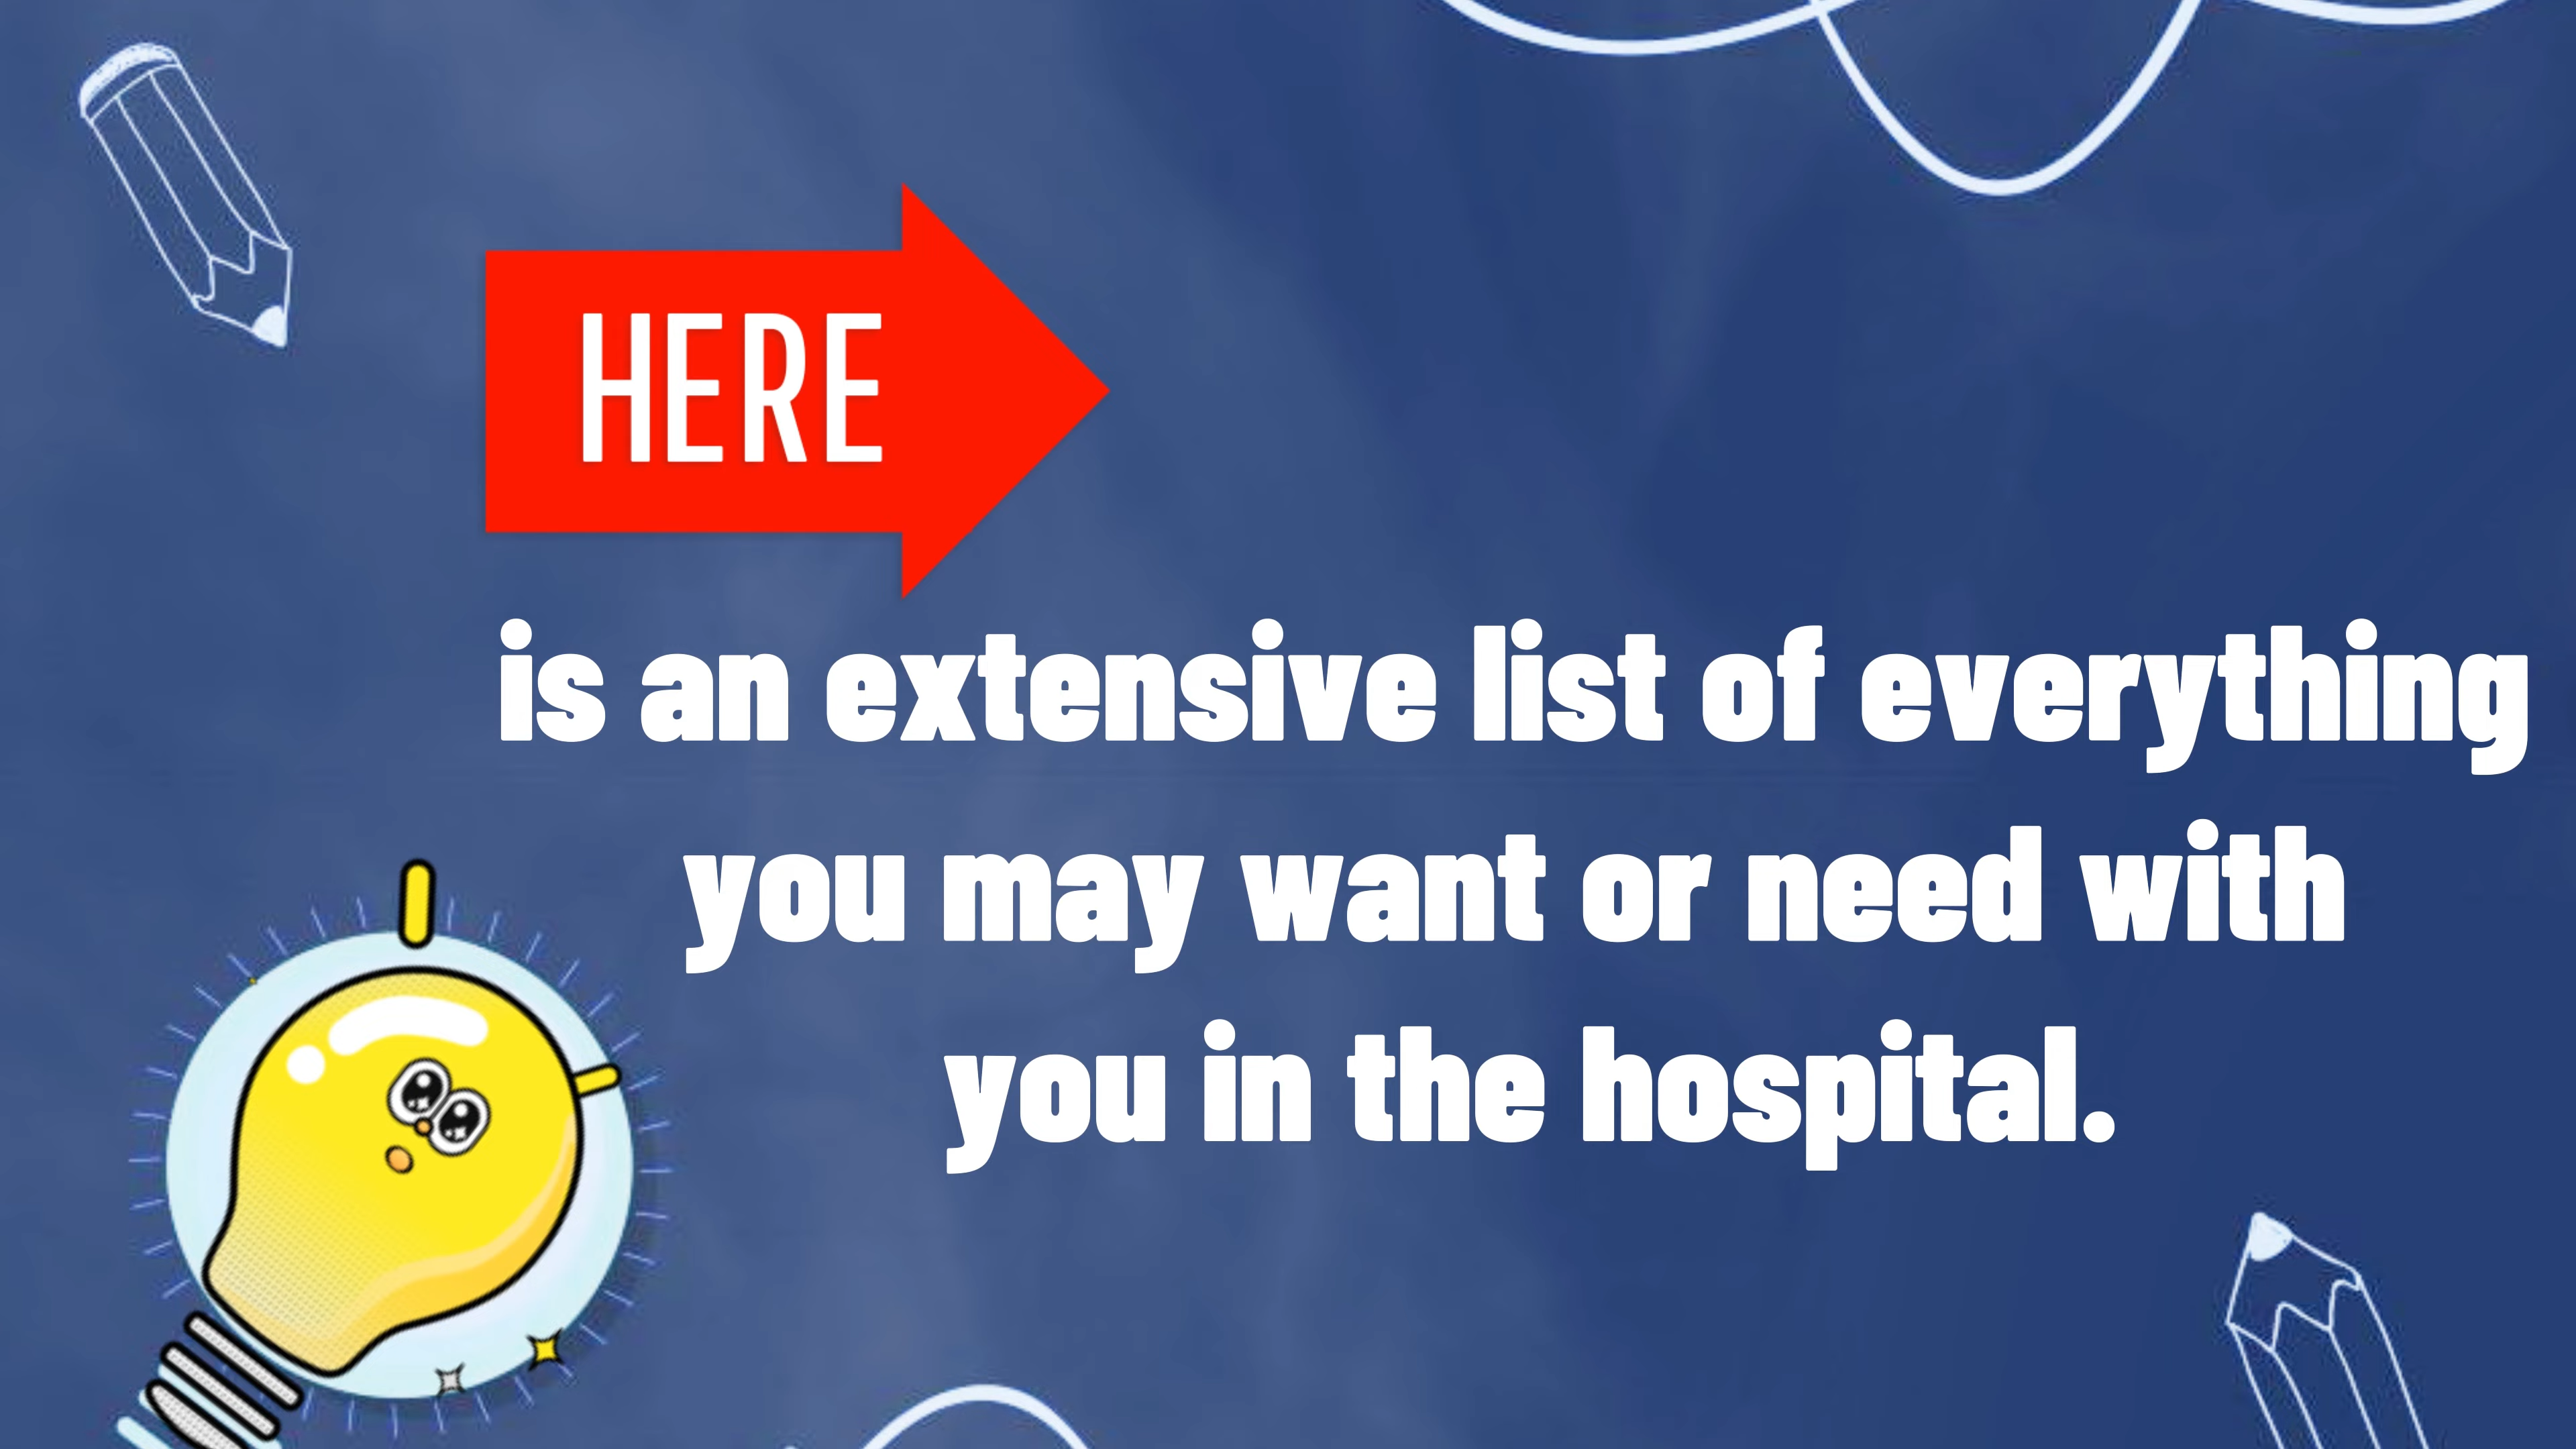 HERE
is an extensive list of everything
you may want or need with
you in the hospital.